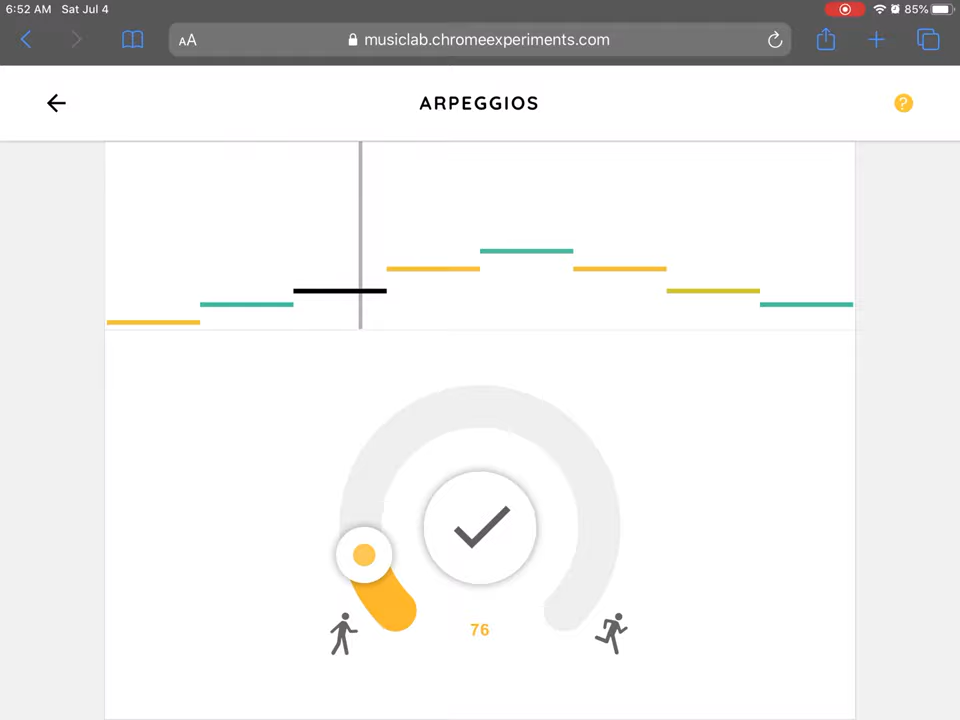 6:52 AM Sat Jul 4
85%
AA
musiclab.chromeexperiments.com
ARPEGGIOS
?
76